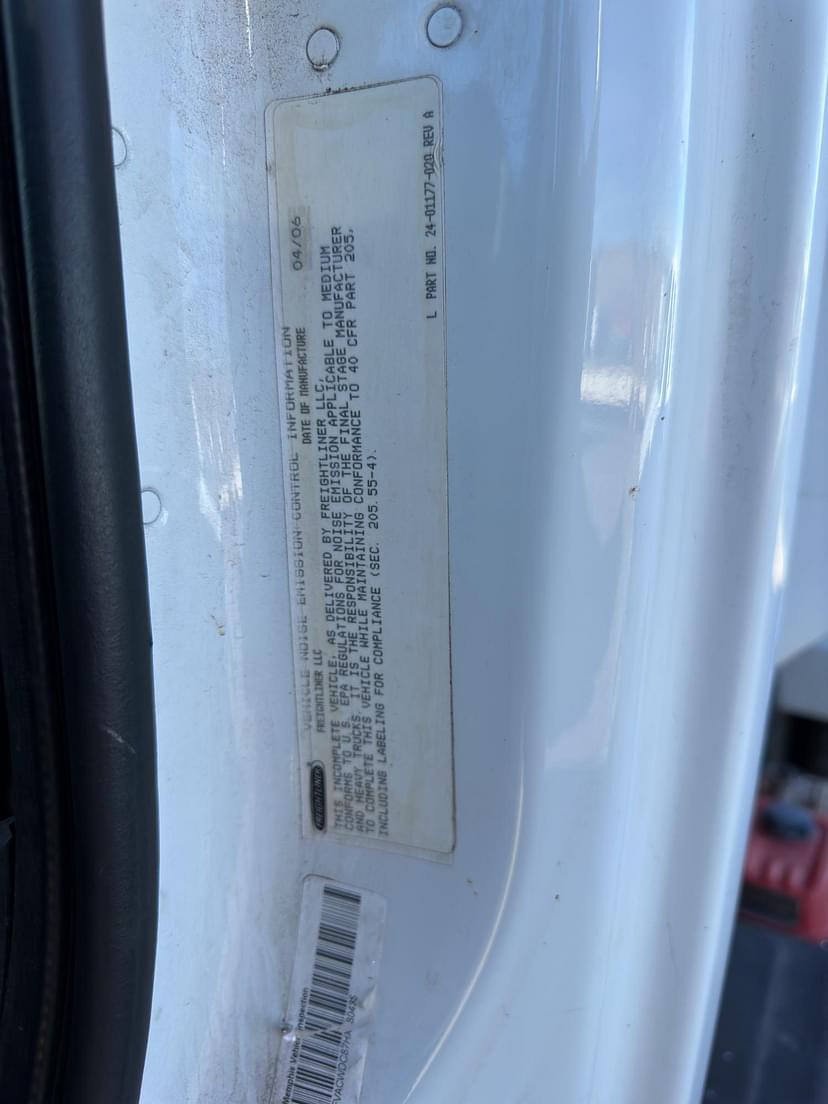 VEHICLE NOISE EMISSION CONTROL INFORMATION
FREIGHTLINER
FREIGHTLINER LLC
DATE OF MANUFACTURE 04/06
THIS INCOMPLETE VEHICLE, AS DELIVERED BY FREIGHTLINER LLC,
CONFORMS TO U.S. EPA REGULATIONS FOR NOISE EMISSION APPLICABLE TO MEDIUM
AND HEAVY TRUCKS. IT IS THE RESPONSIBILITY OF THE FINAL STAGE MANUFACTURER
TO COMPLETE THIS VEHICLE WHILE MAINTAINING CONFORMANCE TO 40 CFR PART 205,
INCLUDING LABELING FOR COMPLIANCE (SEC. 205.55-4).
L PART NO. 24-01177-020 REV A
Memphis Vehicle Inspection